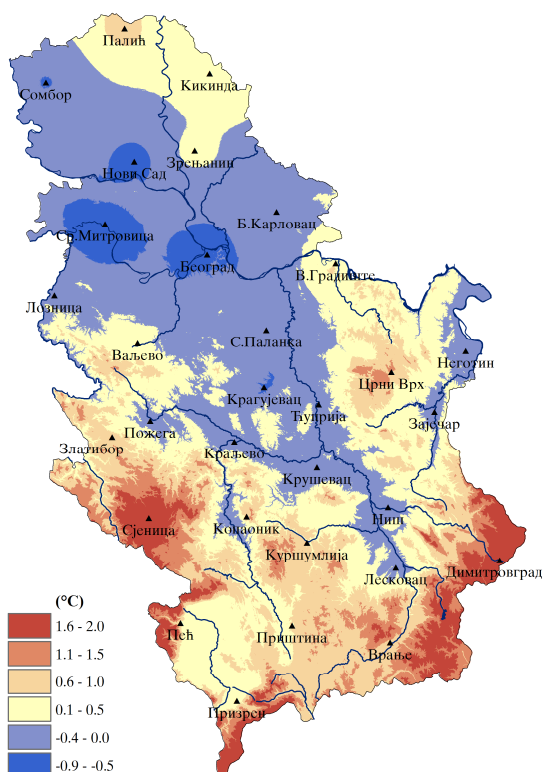 Палић
Кикинда
Сомбор
Зрењанин
Нови Сад
Б.Карловац
Ср.Митровица
Београд
В.Градиште
Лозница
С.Паланка
Ваљево
Неготин
Црни Врх
Крагујевац
Ћуприја
Зајечар
Пожега
Златибор
Краљево
Крушевац
Ниш
Сјеница
Копаоник
Куршумлија
Димитровград
Лесковац
Пећ
Приштина
Врање
Призрен
(°C)
1.6 - 2.0
1.1 - 1.5
0.6 - 1.0
0.1 - 0.5
-0.4 - 0.0
-0.9 - -0.5